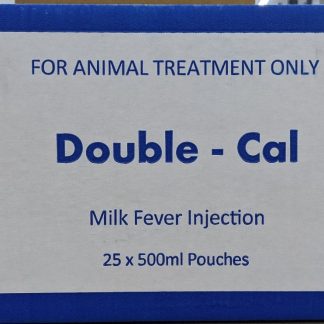 FOR ANIMAL TREATMENT ONLY
Double - Cal
Milk Fever Injection
25 x 500ml Pouches